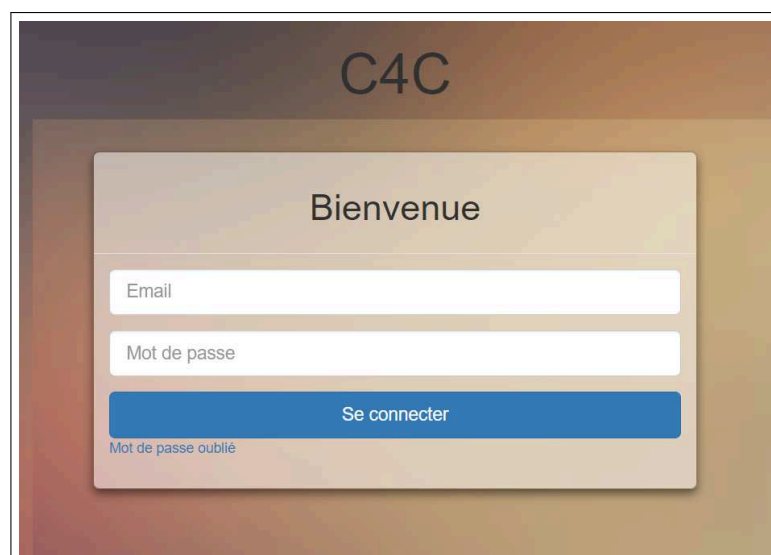 C4C
Bienvenue
Email
Mot de passe
Se connecter
Mot de passe oublié